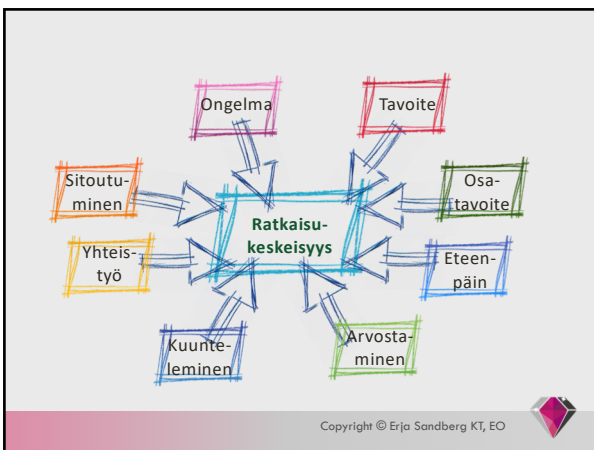 Ongelma
Tavoite
Sitoutu-
minen
Osa-
tavoite
Ratkaisu-
keskeisyys
Yhteis-
työ
Eteen-
päin
Kuunte-
leminen
Arvosta-
minen
Copyright © Erja Sandberg KT, EO